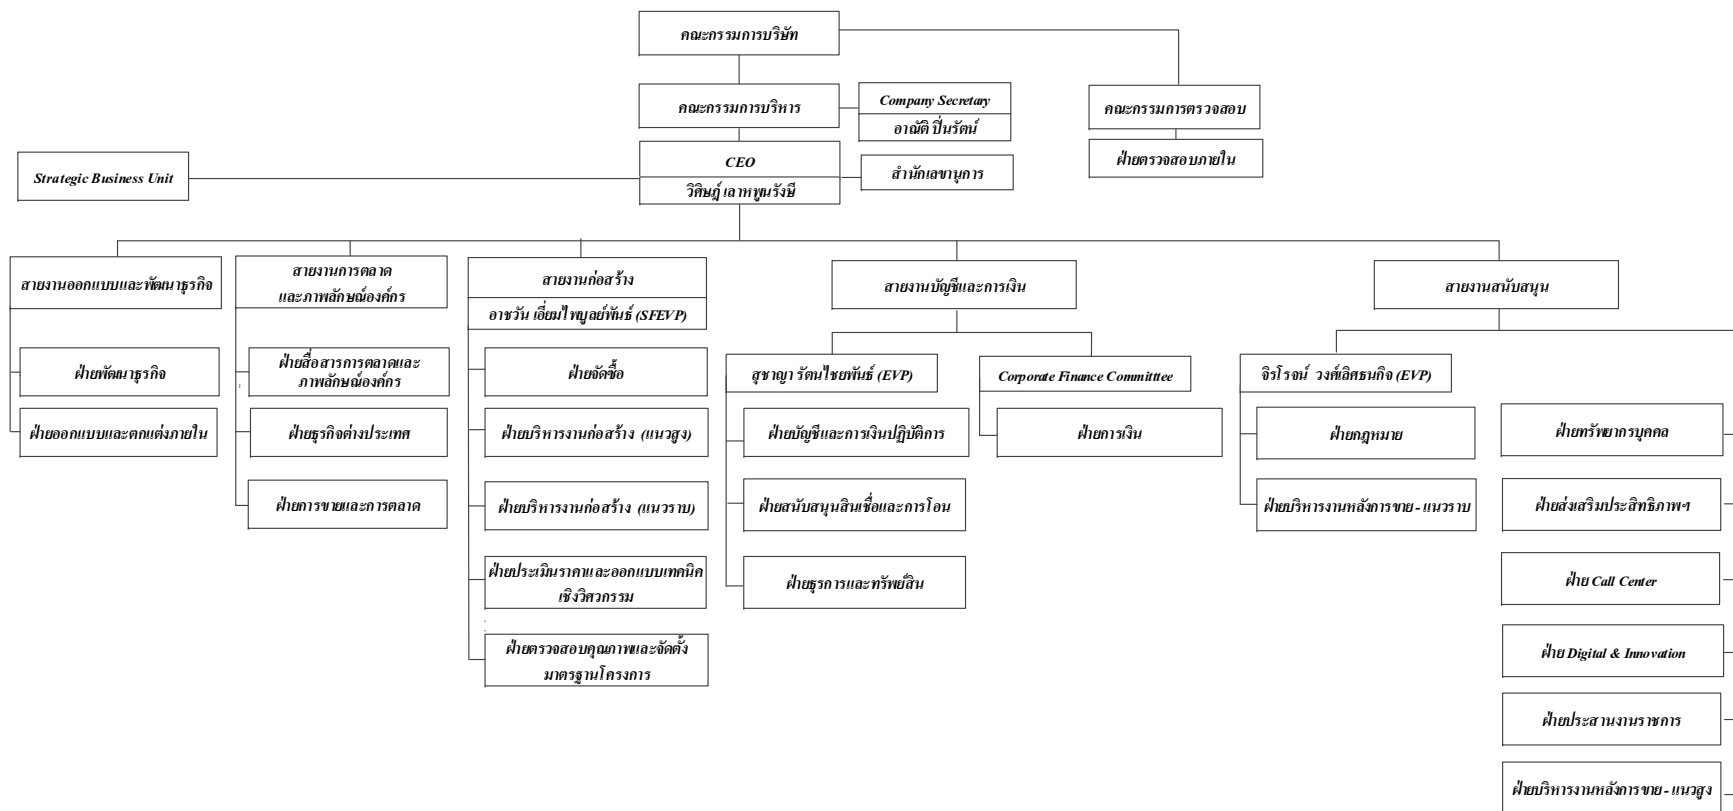 คณะกรรมการบริษัท
คณะกรรมการบริหาร
Company Secretary
อาณัติ ปิ่นรัตน์
คณะกรรมการตรวจสอบ
ฝ่ายตรวจสอบภายใน
CEO
วิศิษฎ์ เลาหพูนรังษี
สำนักเลขานุการ
Strategic Business Unit
สายงานออกแบบและพัฒนาธุรกิจ
ฝ่ายพัฒนาธุรกิจ
ฝ่ายออกแบบและตกแต่งภายใน
สายงานการตลาด
และภาพลักษณ์องค์กร
ฝ่ายสื่อสารการตลาดและ
ภาพลักษณ์องค์กร
ฝ่ายธุรกิจต่างประเทศ
ฝ่ายการขายและการตลาด
สายงานก่อสร้าง
อาชวัน เอี่ยมไพบูลย์พันธ์ (SFEVP)
ฝ่ายจัดซื้อ
ฝ่ายบริหารงานก่อสร้าง (แนวสูง)
ฝ่ายบริหารงานก่อสร้าง (แนวราบ)
ฝ่ายประเมินราคาและออกแบบเทคนิค
เชิงวิศวกรรม
ฝ่ายตรวจสอบคุณภาพและจัดตั้ง
มาตรฐานโครงการ
สายงานบัญชีและการเงิน
สุชาญา รัตนไชยพันธ์ (EVP)
ฝ่ายบัญชีและการเงินปฏิบัติการ
ฝ่ายสนับสนุนสินเชื่อและการโอน
ฝ่ายธุรการและทรัพย์สิน
Corporate Finance Committtee
ฝ่ายการเงิน
สายงานสนับสนุน
จิรโรจน์ วงศ์เลิศธนกิจ (EVP)
ฝ่ายกฎหมาย
ฝ่ายบริหารงานหลังการขาย - แนวราบ
ฝ่ายทรัพยากรบุคคล
ฝ่ายส่งเสริมประสิทธิภาพฯ
ฝ่าย Call Center
ฝ่าย Digital & Innovation
ฝ่ายประสานงานราชการ
ฝ่ายบริหารงานหลังการขาย - แนวสูง